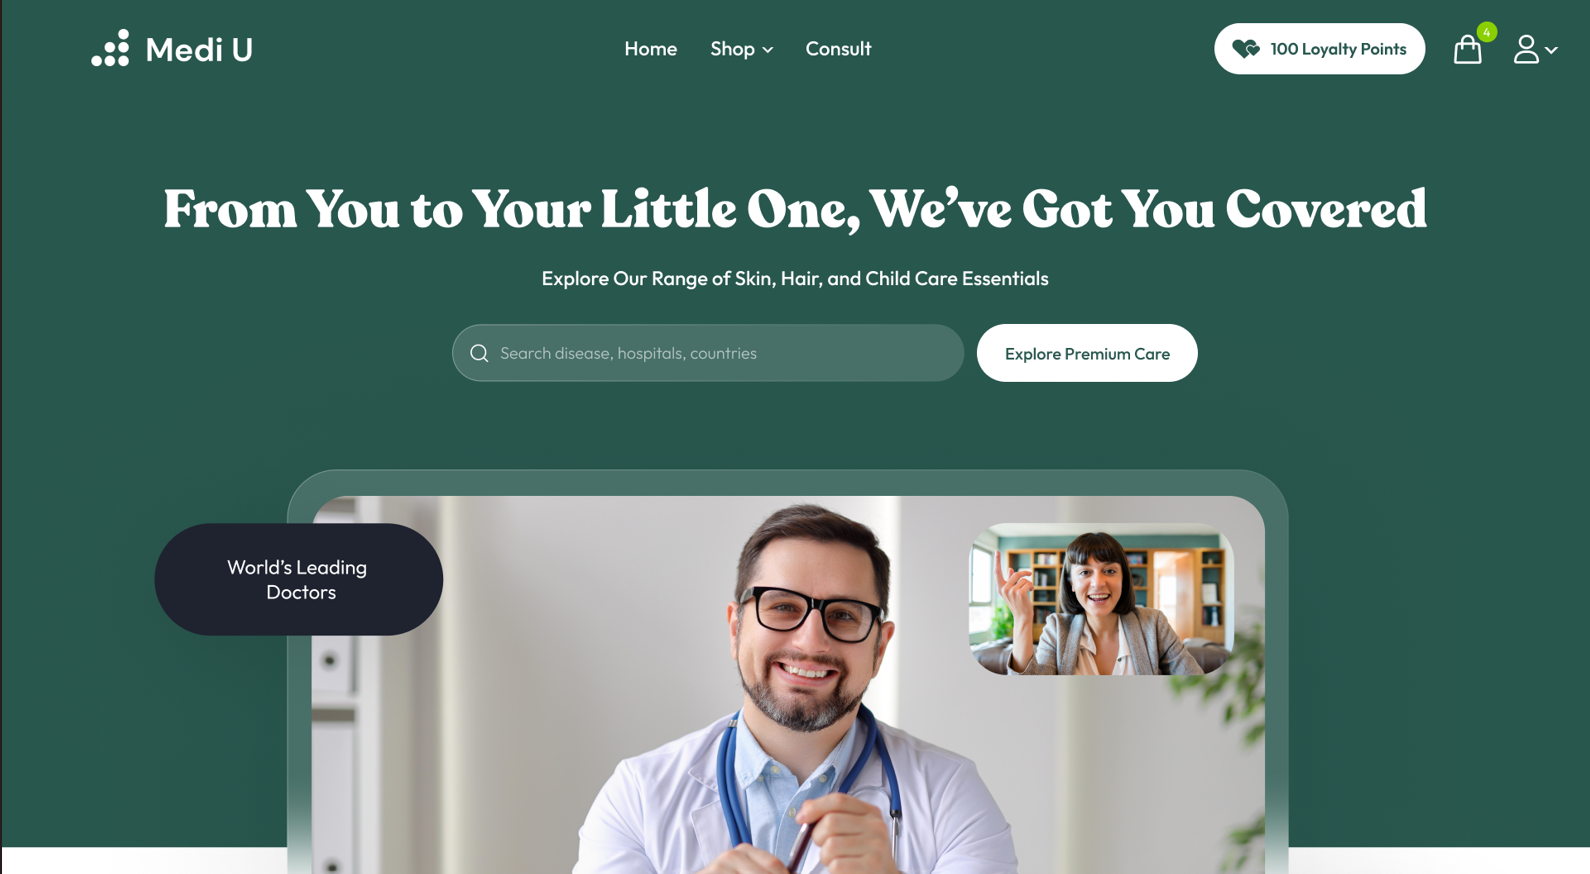 Medi U
Home
Shop
Consult
100 Loyalty Points
4
From You to Your Little One, We’ve Got You Covered
Explore Our Range of Skin, Hair, and Child Care Essentials
Search disease, hospitals, countries
Explore Premium Care
World’s Leading
Doctors